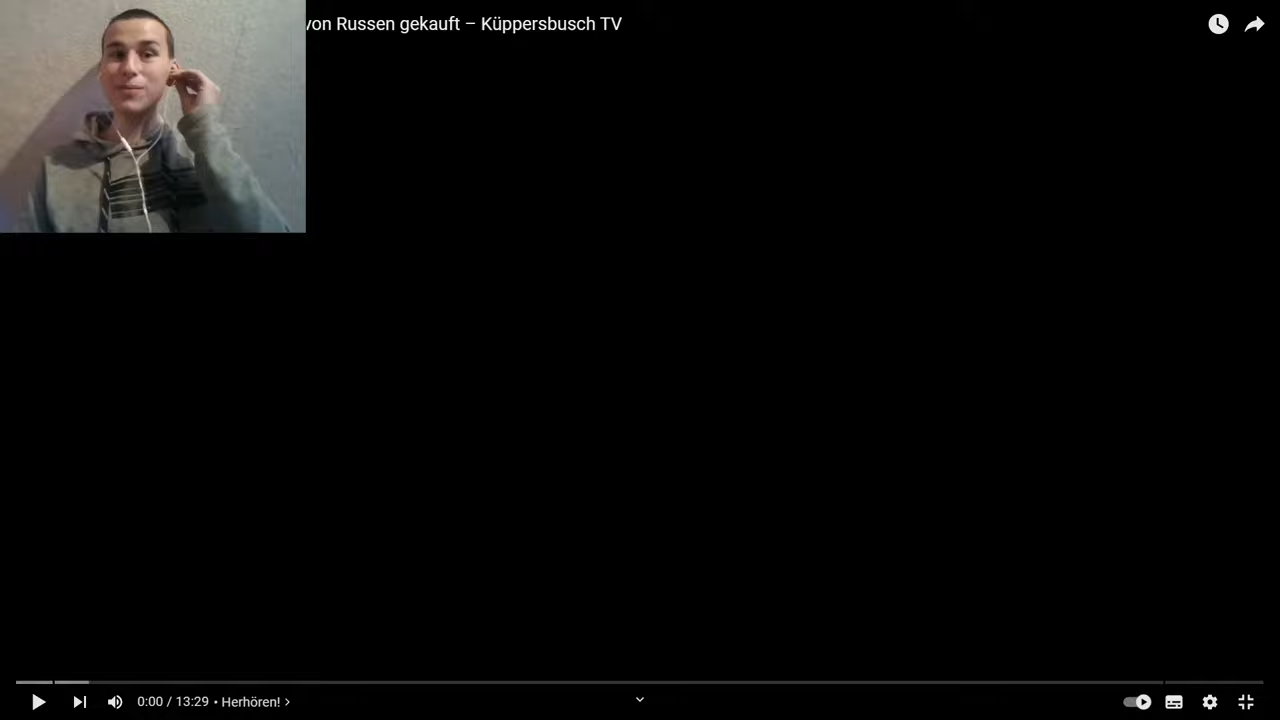 von Russen gekauft – Küppersbusch TV
0:00 / 13:29 • Herhören! ›